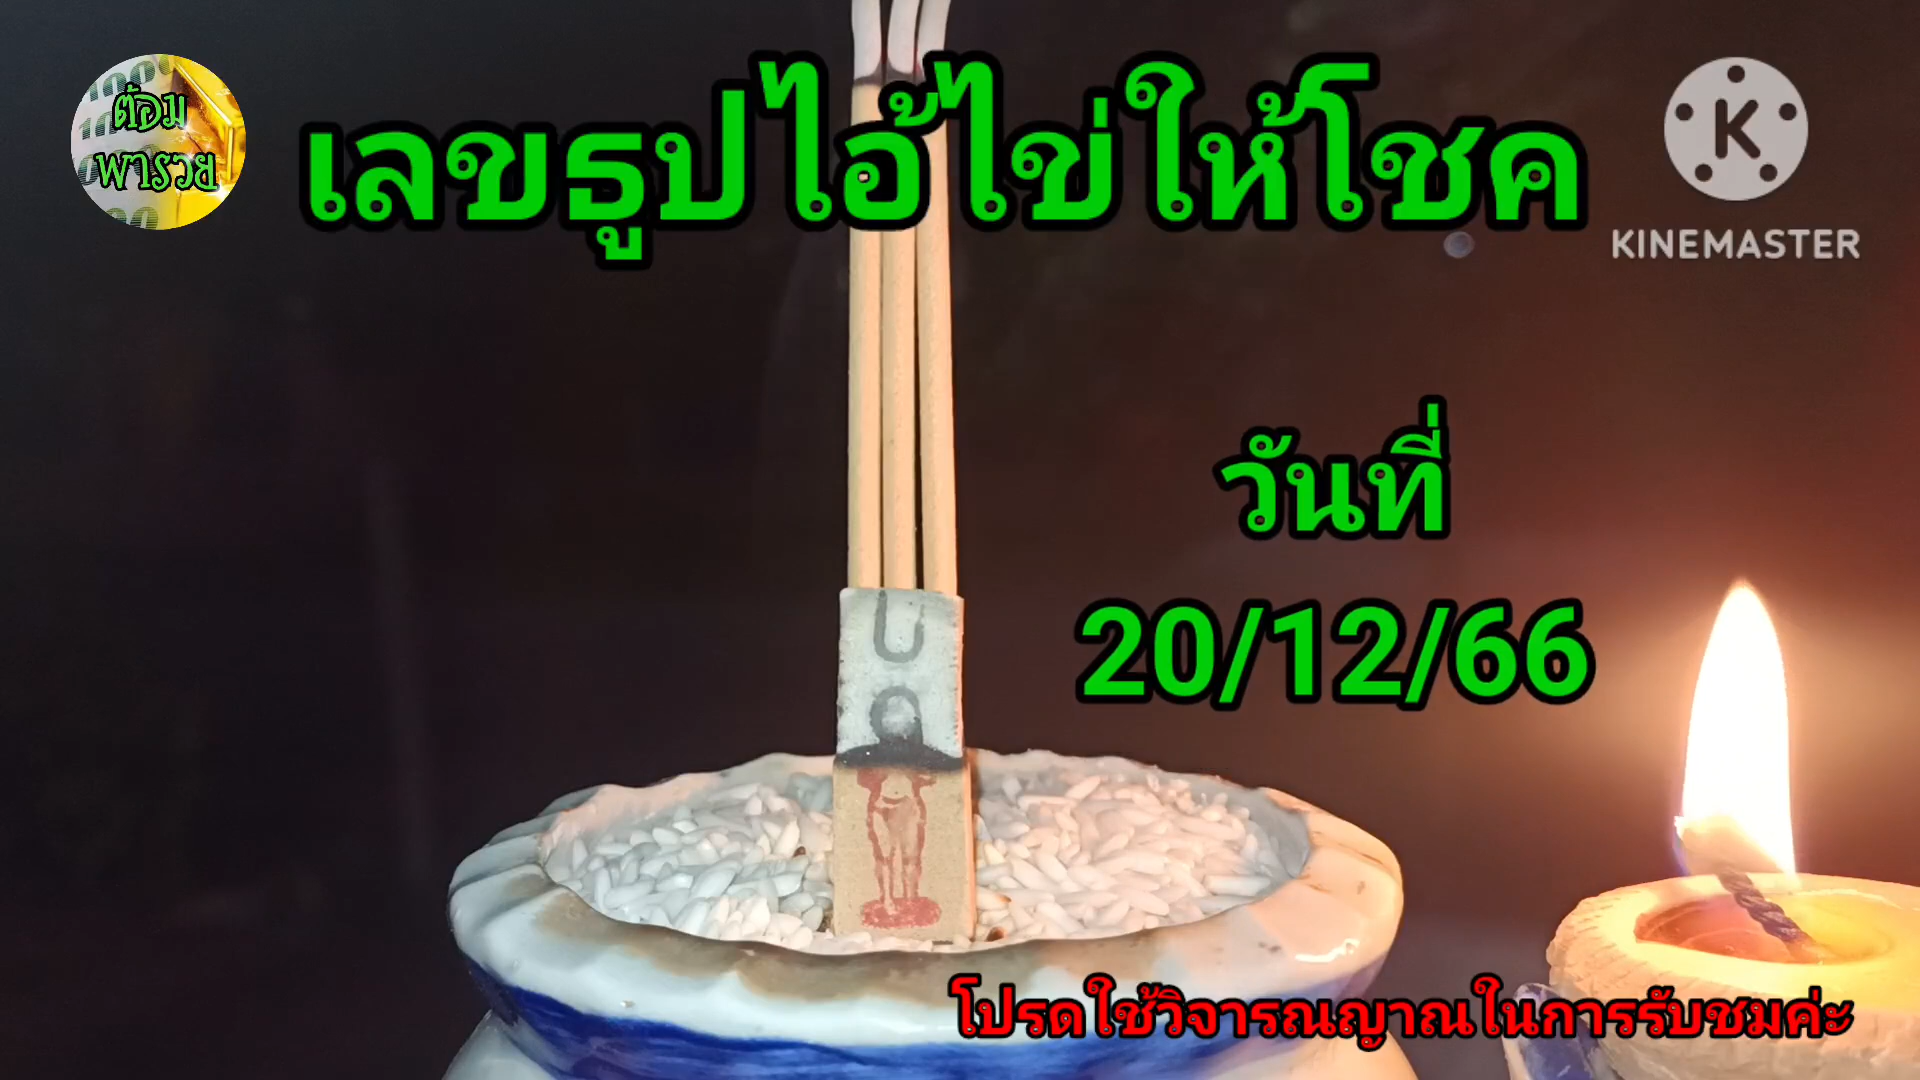 ต้อม
พารวย
เลขธูปไอ้ไข่ให้โชค
K
KINEMASTER
วันที่
20/12/66
โปรดใช้วิจารณญาณในการรับชมค่ะ